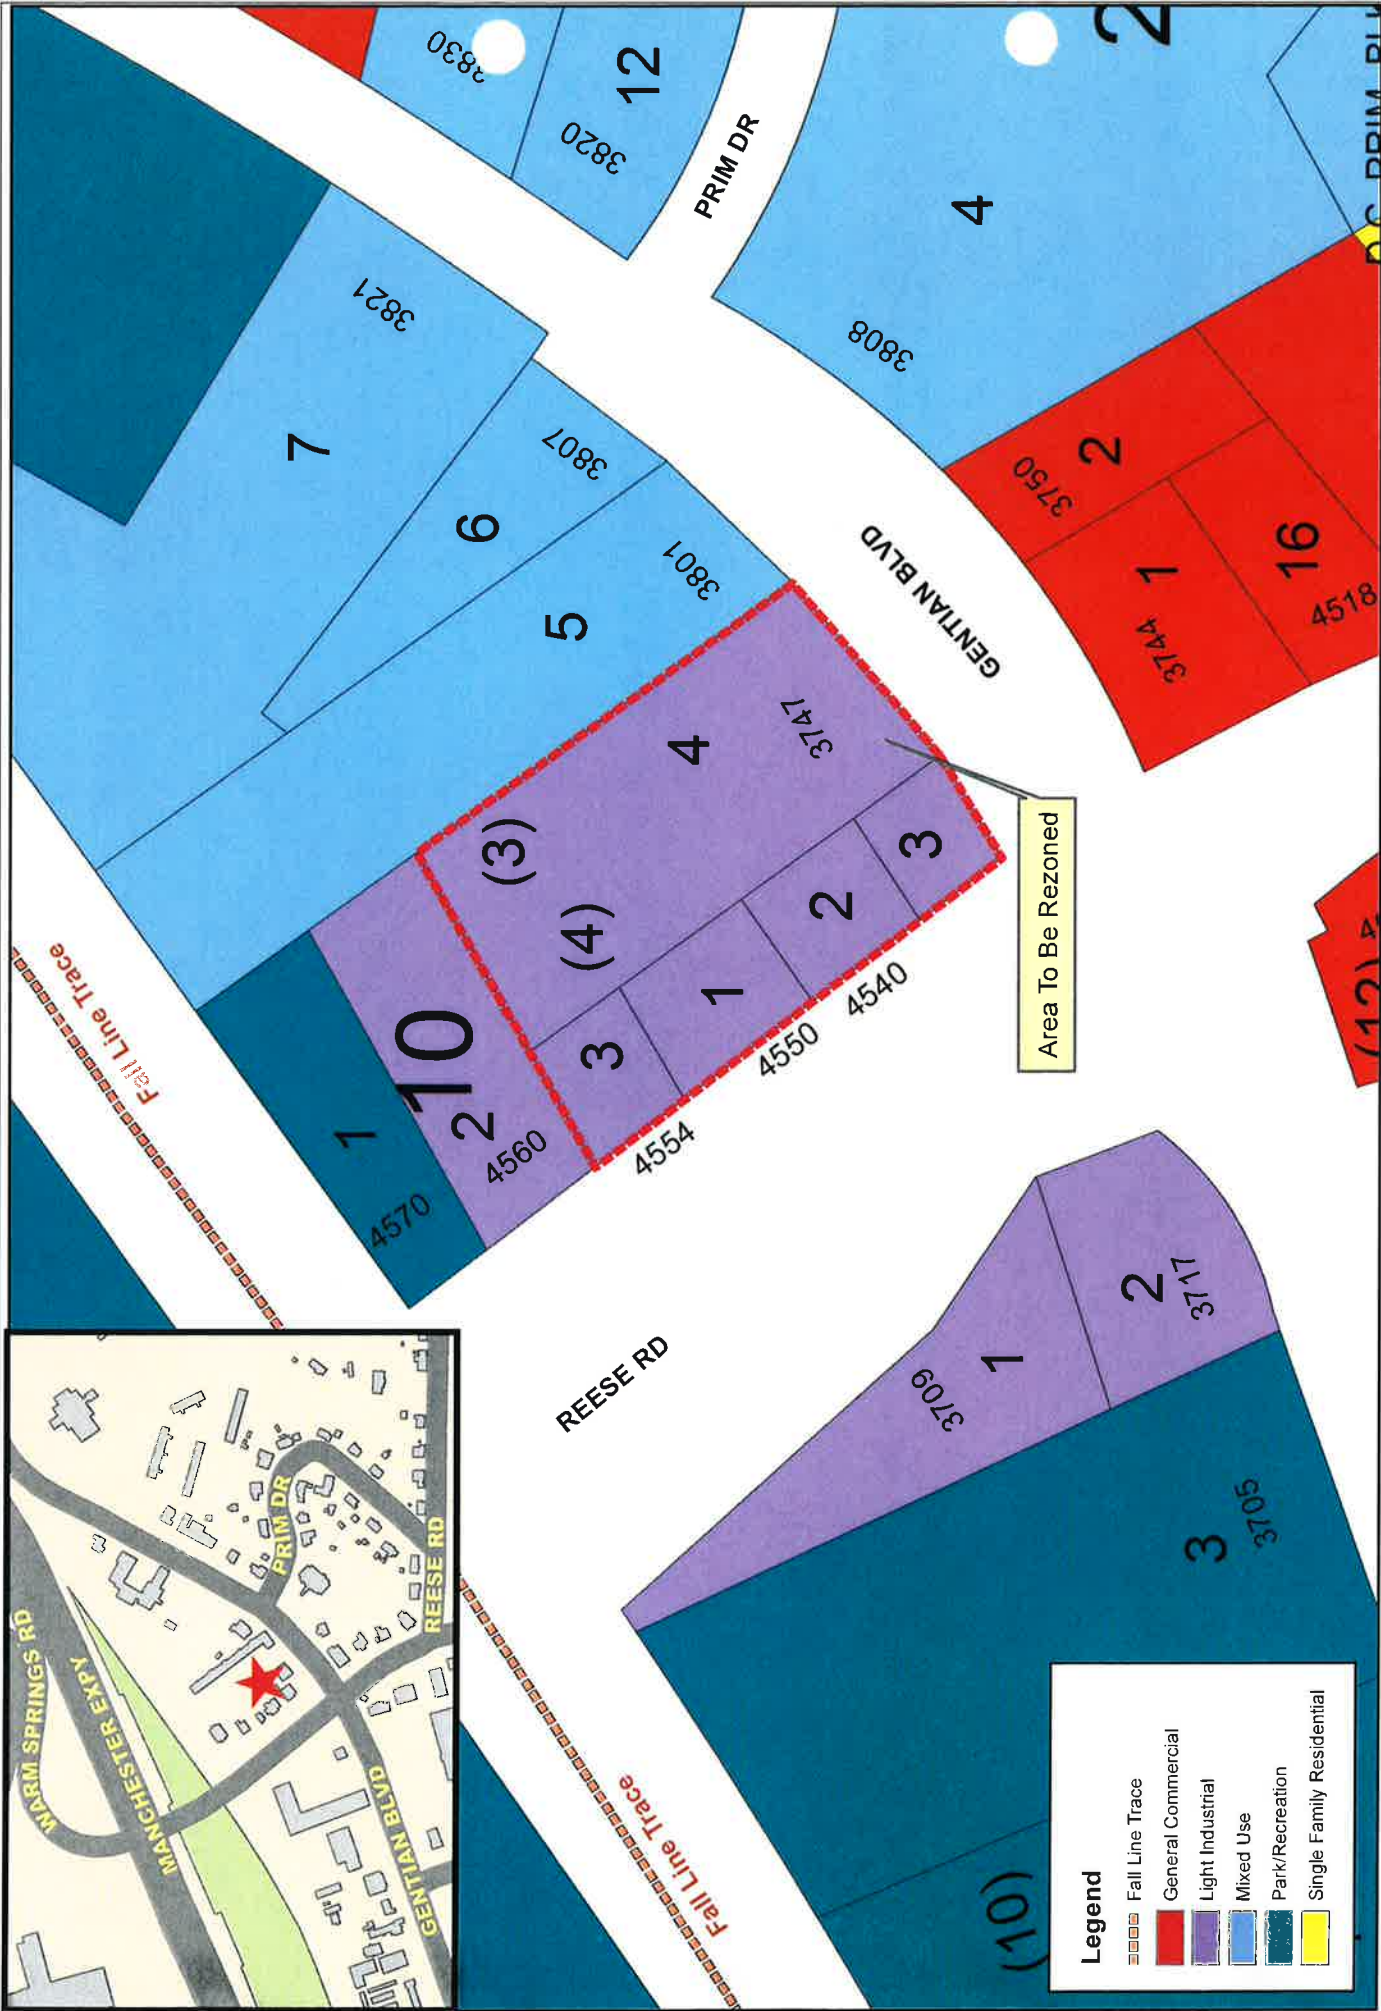 WARM SPRINGS RD
MANCHESTER EXPY
GENTIAN BLVD
PRIM DR
REESE RD
Fall Line Trace
Fall Line Trace
1
4570
10
2
4560
(3)
(4)
3
4554
1
4550
2
4540
3
4
3747
5
3801
6
3807
7
3821
3830
12
3820
PRIM DR
2
4
3808
GENTIAN BLVD
2
3750
1
3744
16
4518
Area To Be Rezoned
REESE RD
3709
1
2
3717
3
3705
(10)
(12)
Legend
Fall Line Trace
General Commercial
Light Industrial
Mixed Use
Park/Recreation
Single Family Residential